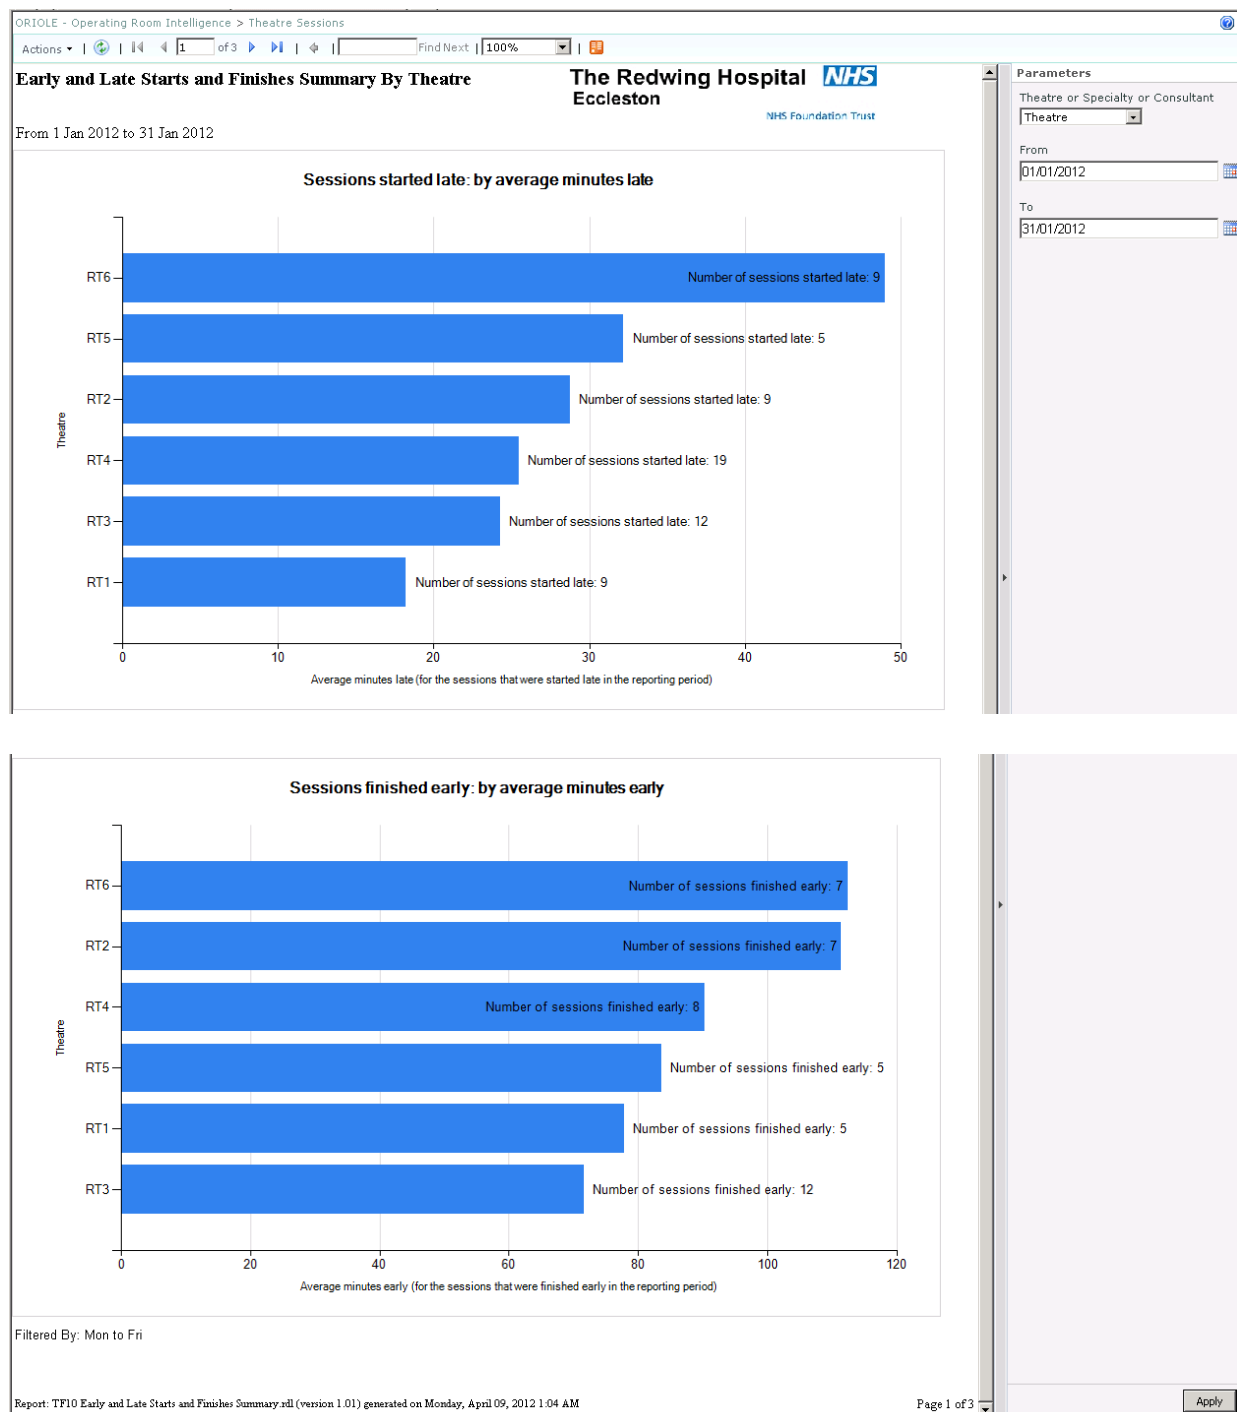 ORIOLE - Operating Room Intelligence > Theatre Sessions
Actions 1 of 3 Find Next 100%
Early and Late Starts and Finishes Summary By Theatre
The Redwing Hospital NHS
Eccleston
NHS Foundation Trust
From 1 Jan 2012 to 31 Jan 2012
Parameters
Theatre or Specialty or Consultant
Theatre
From
01/01/2012
To
31/01/2012
Sessions started late: by average minutes late
Theatre
RT6 Number of sessions started late: 9
RT5 Number of sessions started late: 5
RT2 Number of sessions started late: 9
RT4 Number of sessions started late: 19
RT3 Number of sessions started late: 12
RT1 Number of sessions started late: 9
0 10 20 30 40 50
Average minutes late (for the sessions that were started late in the reporting period)
Sessions finished early: by average minutes early
Theatre
RT6 Number of sessions finished early: 7
RT2 Number of sessions finished early: 7
RT4 Number of sessions finished early: 8
RT5 Number of sessions finished early: 5
RT1 Number of sessions finished early: 5
RT3 Number of sessions finished early: 12
0 20 40 60 80 100 120
Average minutes early (for the sessions that were finished early in the reporting period)
Filtered By: Mon to Fri
Report: TF10 Early and Late Starts and Finishes Summary.rdl (version 1.01) generated on Monday, April 09, 2012 1:04 AM
Page 1 of 3
Apply